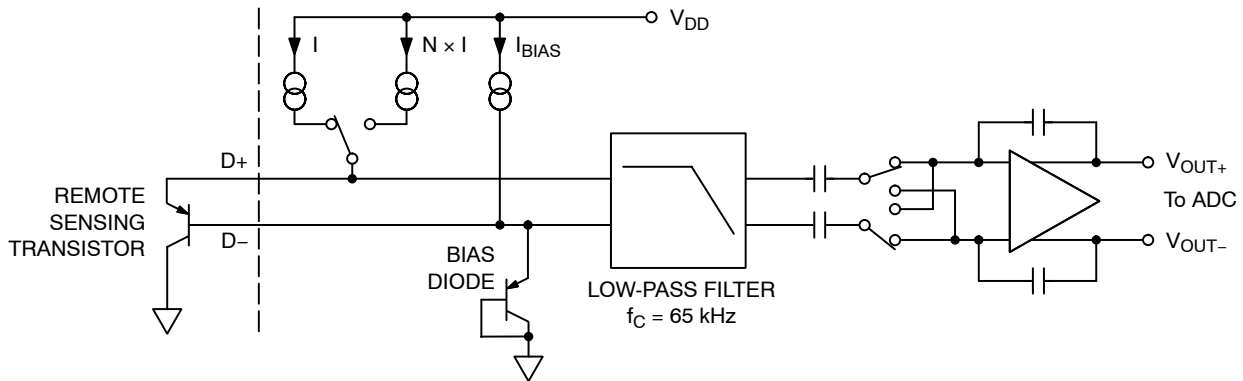 V_DD
I
N × I
I_BIAS
D+
REMOTE
SENSING
TRANSISTOR
D−
BIAS
DIODE
LOW-PASS FILTER
f_C = 65 kHz
V_OUT+
To ADC
V_OUT−